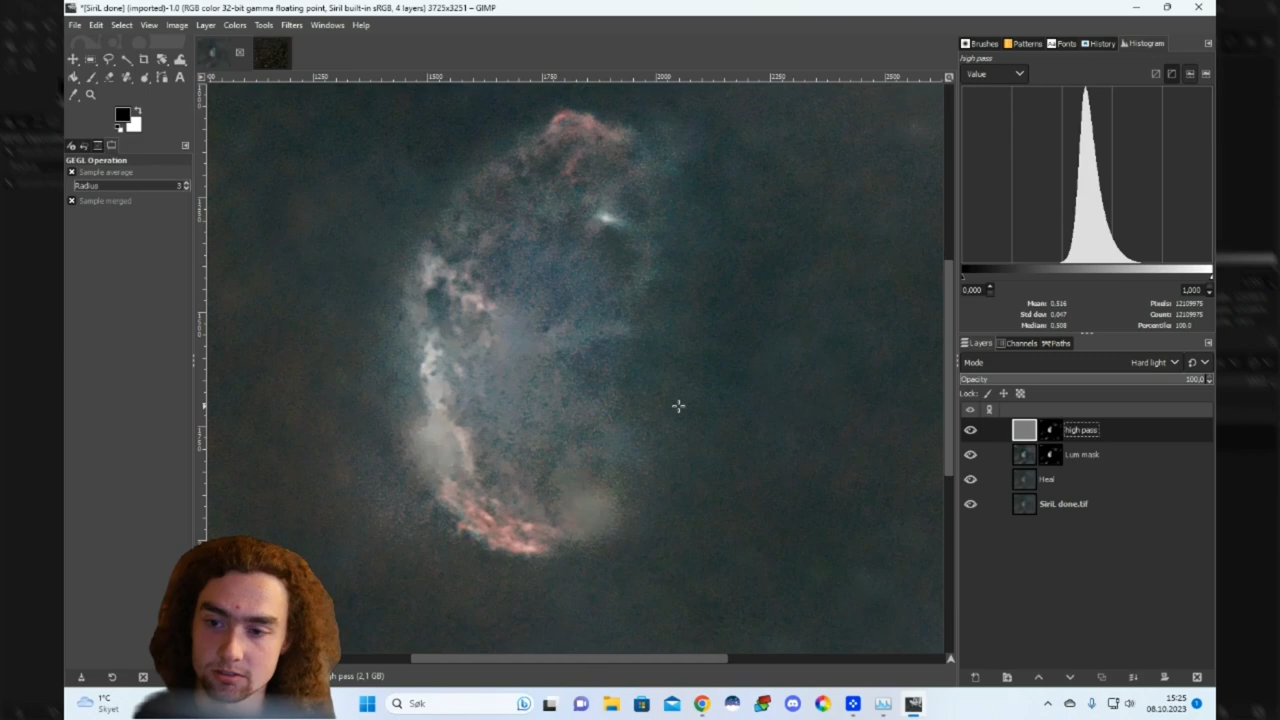 *[SiriL done] (imported)-1.0 (RGB color 32-bit gamma floating point, Siril built-in sRGB, 4 layers) 3725x3251 – GIMP
File Edit Select View Image Layer Colors Tools Filters Windows Help
1250 1500 1750 2000 2250 2500
GEGL Operation
Sample average
Radius 3
Sample merged
Brushes Patterns Fonts History Histogram
high pass
Value
0,000 1,000
Mean: 0,516 Pixels: 12109975
Std dev: 0,047 Count: 12109975
Median: 0,508 Percentile: 100,0
Layers Channels Paths
Mode Hard light
Opacity 100,0
Lock:
high pass
Lum mask
Heal
SiriL done.tif
gh pass (2,1 GB)
1°C
Skyet
Søk
15:25
08.10.2023